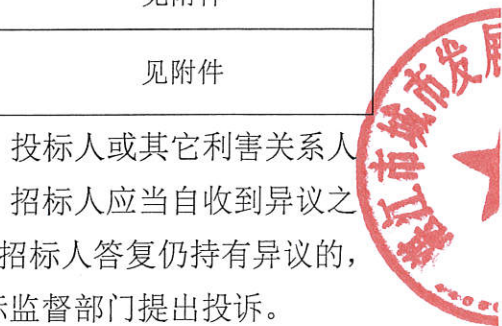 见附件
见附件
投标人或其它利害关系人
招标人应当自收到异议之
招标人答复仍持有异议的,
监督部门提出投诉。
江市城市发展